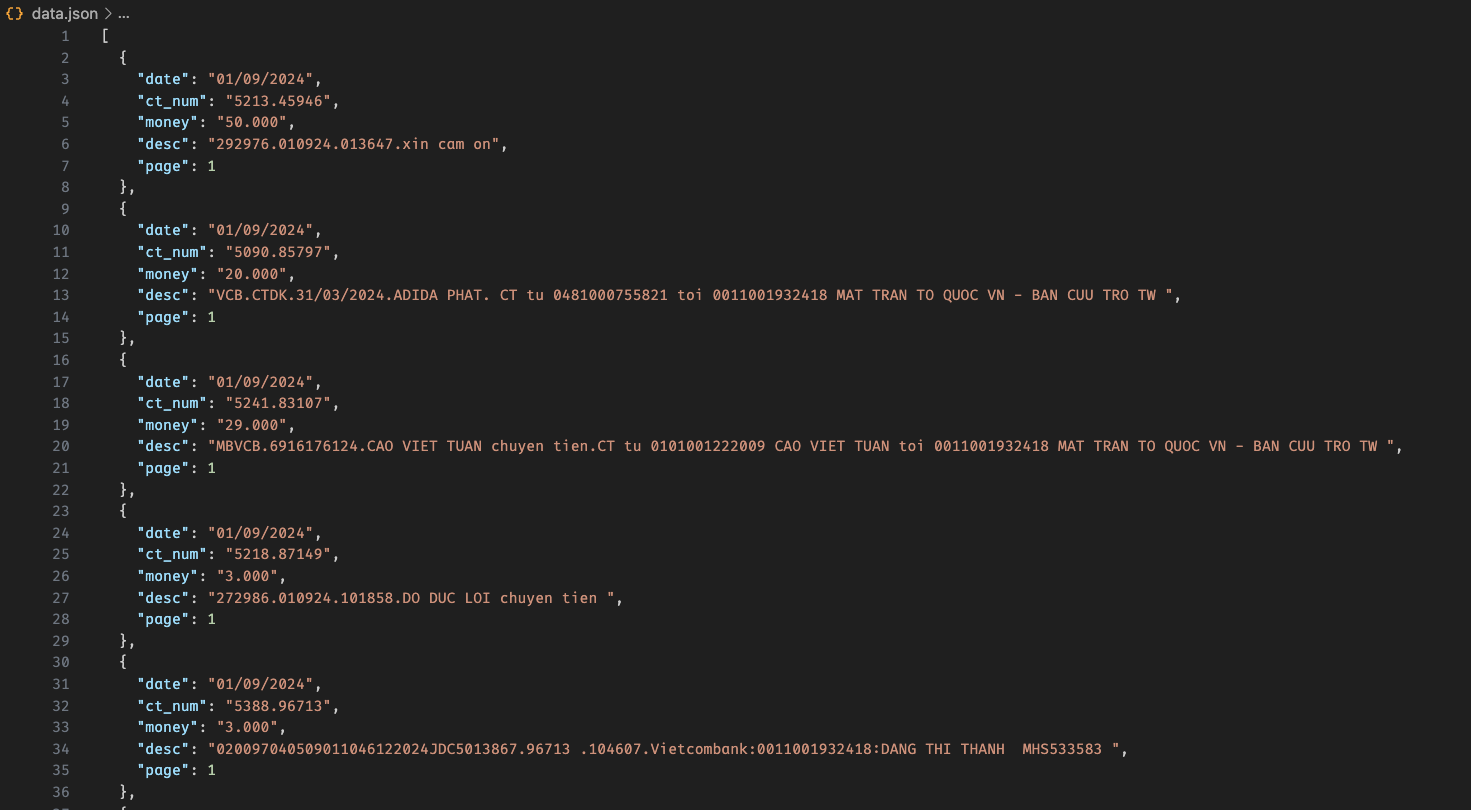 {} data.json > ...
1 [
2 {
3 "date": "01/09/2024",
4 "ct_num": "5213.45946",
5 "money": "50.000",
6 "desc": "292976.010924.013647.xin cam on",
7 "page": 1
8 },
9 {
10 "date": "01/09/2024",
11 "ct_num": "5090.85797",
12 "money": "20.000",
13 "desc": "VCB.CTDK.31/03/2024.ADIDA PHAT. CT tu 0481000755821 toi 0011001932418 MAT TRAN TO QUOC VN - BAN CUU TRO TW ",
14 "page": 1
15 },
16 {
17 "date": "01/09/2024",
18 "ct_num": "5241.83107",
19 "money": "29.000",
20 "desc": "MBVCB.6916176124.CAO VIET TUAN chuyen tien.CT tu 0101001222009 CAO VIET TUAN toi 0011001932418 MAT TRAN TO QUOC VN - BAN CUU TRO TW ",
21 "page": 1
22 },
23 {
24 "date": "01/09/2024",
25 "ct_num": "5218.87149",
26 "money": "3.000",
27 "desc": "272986.010924.101858.DO DUC LOI chuyen tien ",
28 "page": 1
29 },
30 {
31 "date": "01/09/2024",
32 "ct_num": "5388.96713",
33 "money": "3.000",
34 "desc": "0200970405090110461220​24JDC5013867.96713 .104607.Vietcombank:0011001932418:DANG THI THANH  MHS533583 ",
35 "page": 1
36 },